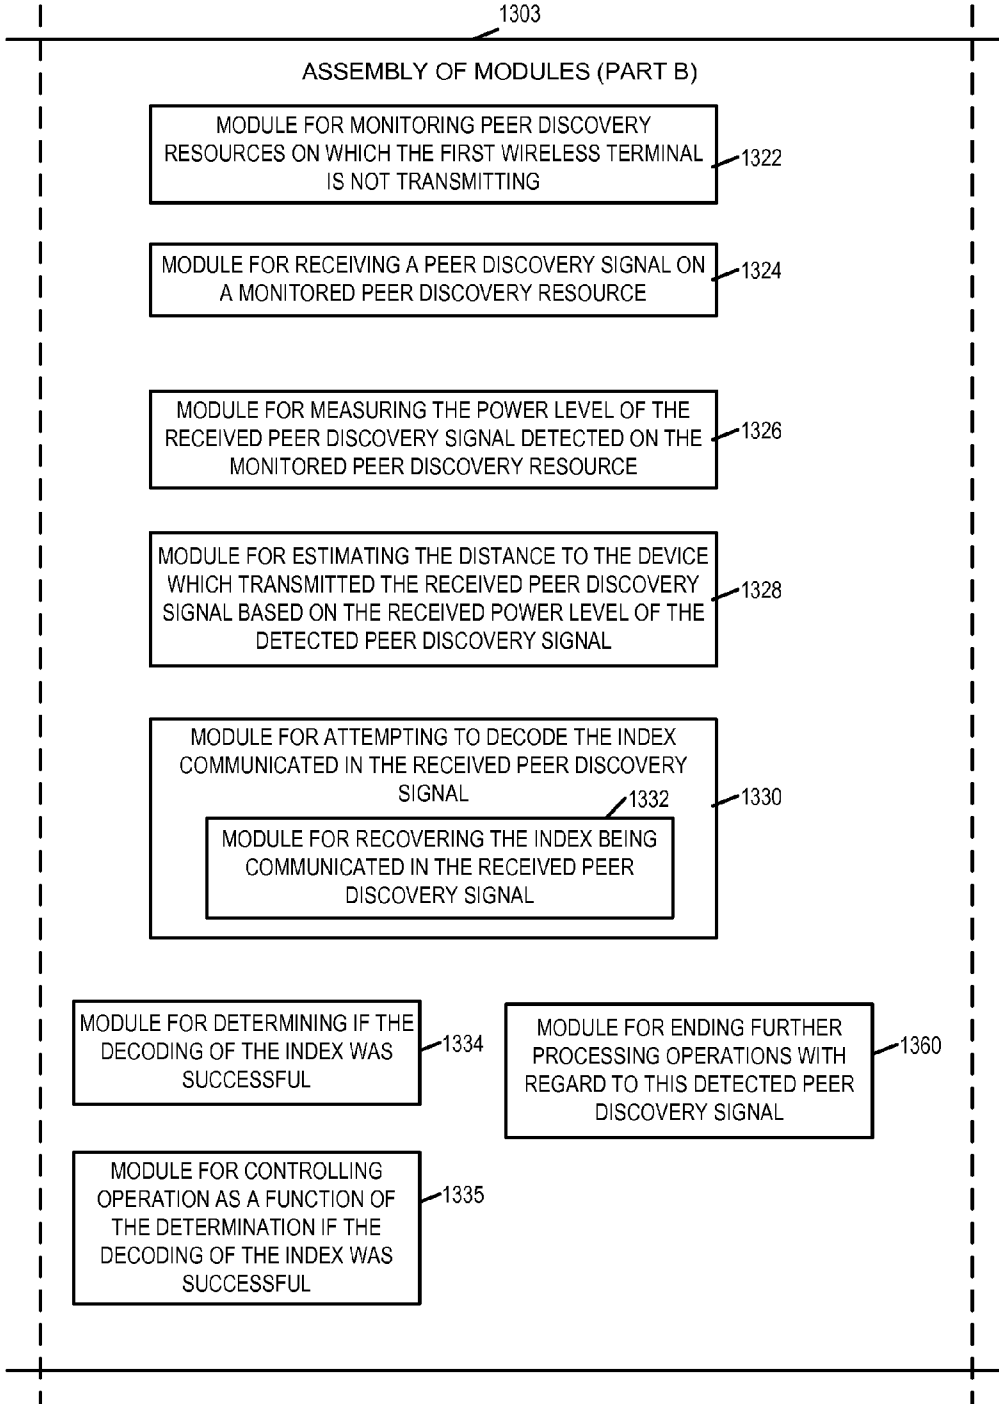 1303
ASSEMBLY OF MODULES (PART B)
MODULE FOR MONITORING PEER DISCOVERY
RESOURCES ON WHICH THE FIRST WIRELESS TERMINAL
IS NOT TRANSMITTING
1322
MODULE FOR RECEIVING A PEER DISCOVERY SIGNAL ON
A MONITORED PEER DISCOVERY RESOURCE
1324
MODULE FOR MEASURING THE POWER LEVEL OF THE
RECEIVED PEER DISCOVERY SIGNAL DETECTED ON THE
MONITORED PEER DISCOVERY RESOURCE
1326
MODULE FOR ESTIMATING THE DISTANCE TO THE DEVICE
WHICH TRANSMITTED THE RECEIVED PEER DISCOVERY
SIGNAL BASED ON THE RECEIVED POWER LEVEL OF THE
DETECTED PEER DISCOVERY SIGNAL
1328
MODULE FOR ATTEMPTING TO DECODE THE INDEX
COMMUNICATED IN THE RECEIVED PEER DISCOVERY
SIGNAL
1330
1332
MODULE FOR RECOVERING THE INDEX BEING
COMMUNICATED IN THE RECEIVED PEER
DISCOVERY SIGNAL
MODULE FOR DETERMINING IF THE
DECODING OF THE INDEX WAS
SUCCESSFUL
1334
MODULE FOR ENDING FURTHER
PROCESSING OPERATIONS WITH
REGARD TO THIS DETECTED PEER
DISCOVERY SIGNAL
1360
MODULE FOR CONTROLLING
OPERATION AS A FUNCTION OF
THE DETERMINATION IF THE
DECODING OF THE INDEX WAS
SUCCESSFUL
1335